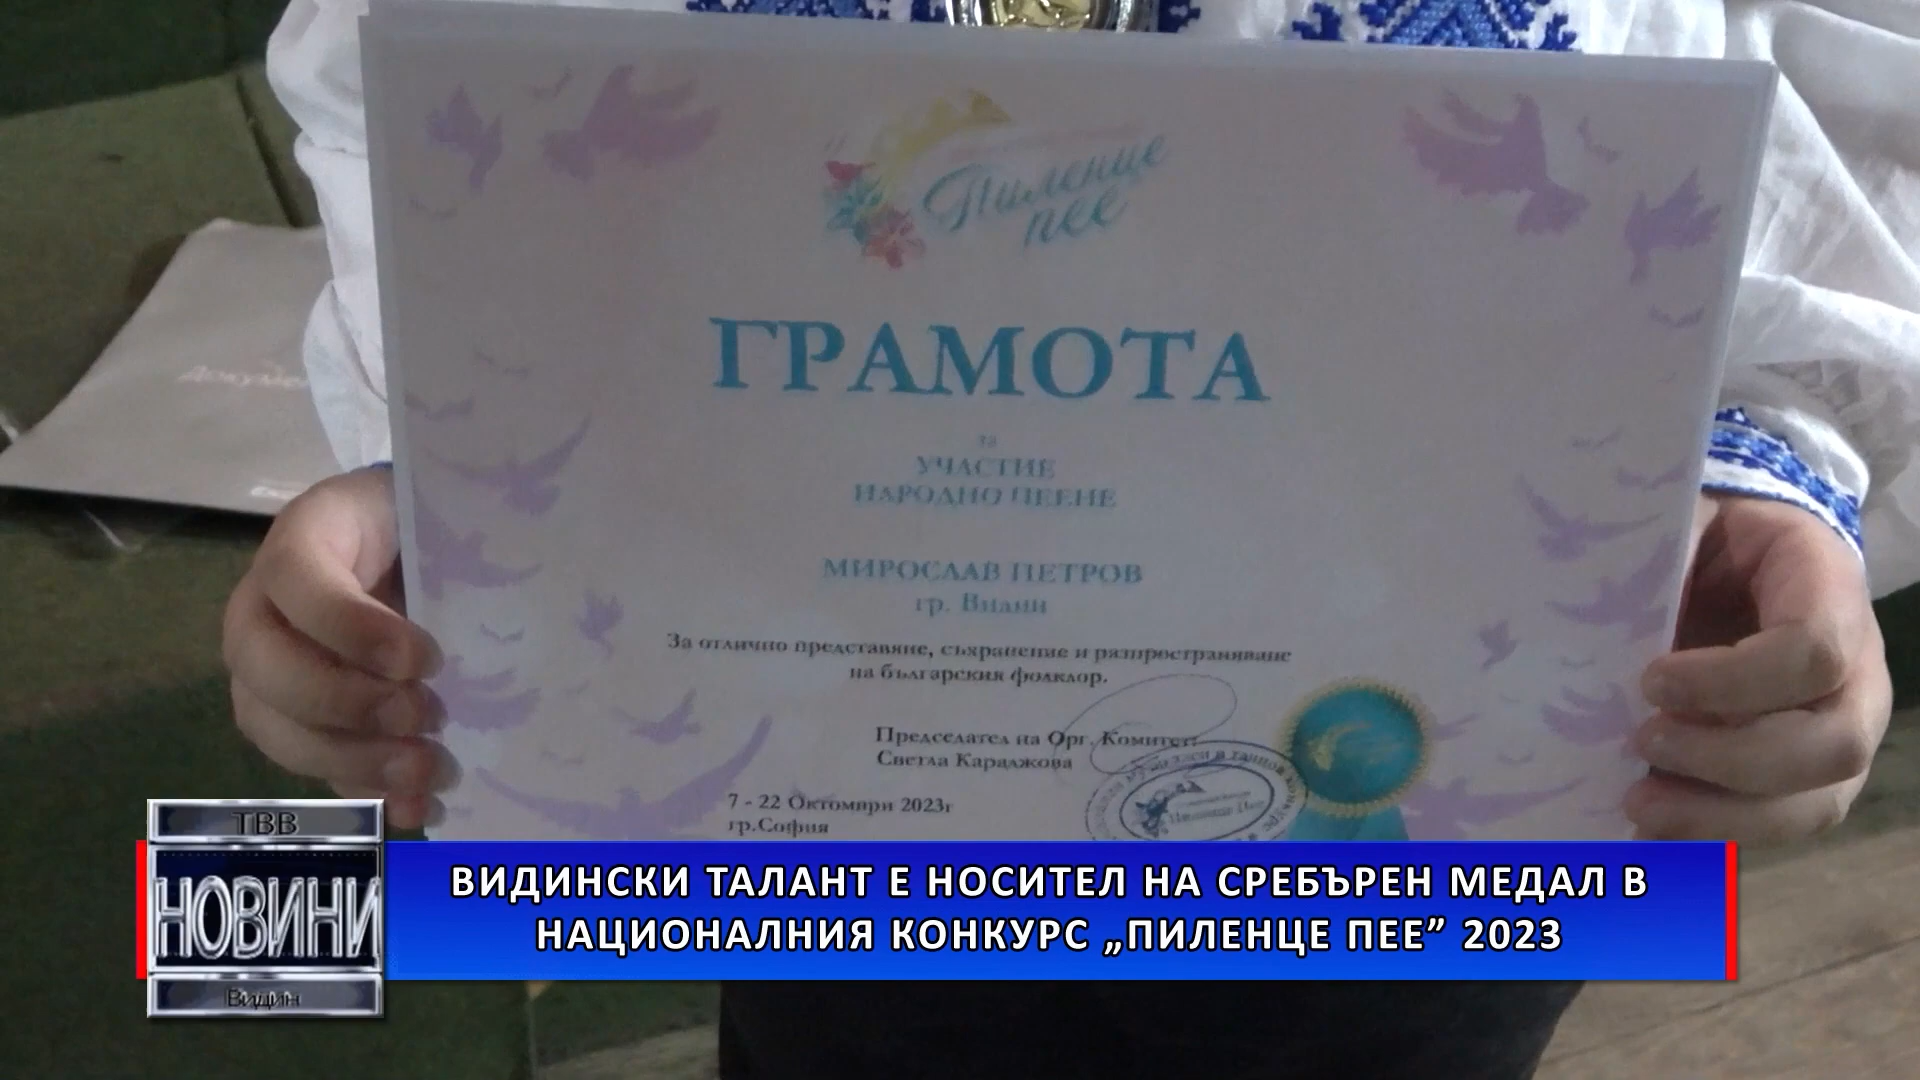 Пиленце
пее
ГРАМОТА
за
УЧАСТИЕ
НАРОДНО ПЕЕНЕ
МИРОСЛАВ ПЕТРОВ
гр. Видин
За отлично представяне, съхранение и разпространяване
на българския фолклор.
Председател на Орг. Комитет:
Светла Караджова
7 - 22 Октомври 2023г
гр.София
ТВВ
НОВИНИ
Видин
ВИДИНСКИ ТАЛАНТ Е НОСИТЕЛ НА СРЕБЪРЕН МЕДАЛ В
НАЦИОНАЛНИЯ КОНКУРС „ПИЛЕНЦЕ ПЕЕ” 2023